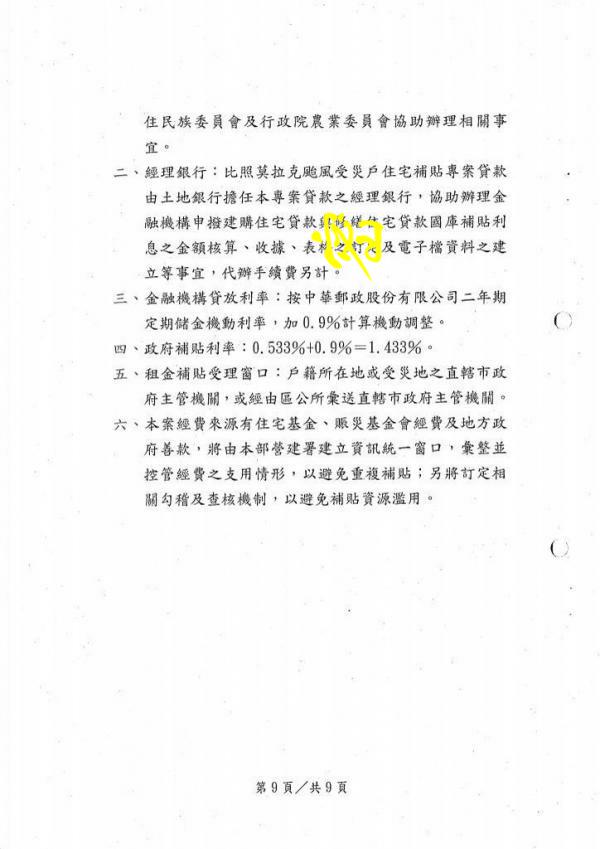 住民族委員會及行政院農業委員會協助辦理相關事
宜。
二、經理銀行：比照莫拉克颱風受災戶住宅補貼專案貸款
由土地銀行擔任本專案貸款之經理銀行，協助辦理金
融機構申撥建購住宅貸款與修繕住宅貸款國庫補貼利
息之金額核算、收據、表格之訂定及電子檔資料之建
立等事宜，代辦手續費另計。
三、金融機構貸放利率：按中華郵政股份有限公司二年期
定期儲金機動利率，加0.9%計算機動調整。
四、政府補貼利率：0.533%+0.9%=1.433%。
五、租金補貼受理窗口：戶籍所在地或受災地之直轄市政
府主管機關，或經由區公所彙送直轄市政府主管機關。
六、本案經費來源有住宅基金、賑災基金會經費及地方政
府善款，將由本部營建署建立資訊統一窗口，彙整並
控管經費之支用情形，以避免重複補貼；另將訂定相
關勾稽及查核機制，以避免補貼資源濫用。
第9頁／共9頁